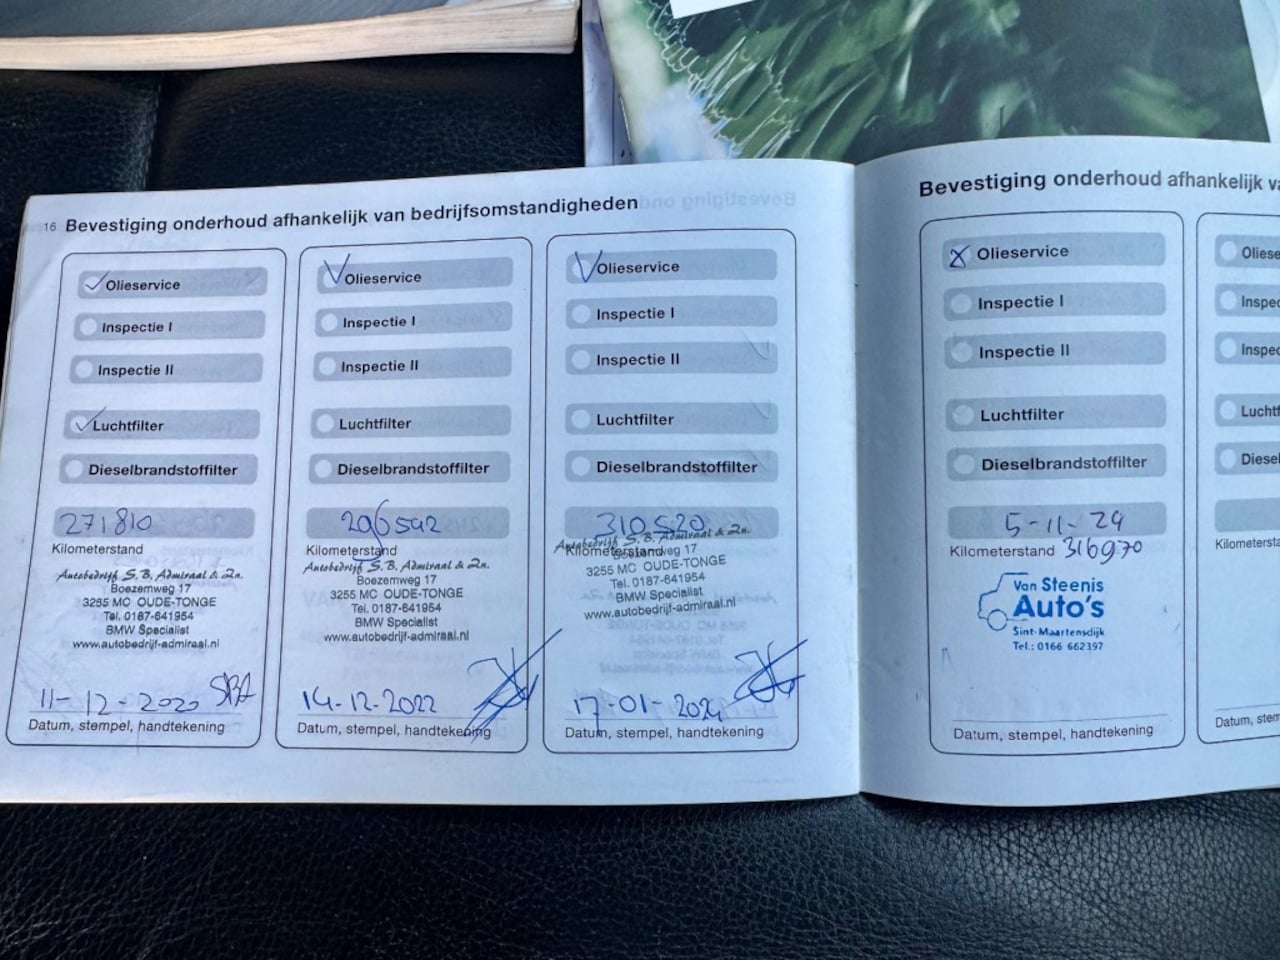 16 Bevestiging onderhoud afhankelijk van bedrijfsomstandigheden
Olieservice
Inspectie I
Inspectie II
Luchtfilter
Dieselbrandstoffilter
271810
Kilometerstand
Autobedrijf S.B. Admiraal & Zn.
Boezemweg 17
3255 MC OUDE-TONGE
Tel. 0187-641954
BMW Specialist
www.autobedrijf-admiraal.nl
11-12-2020 SBA
Datum, stempel, handtekening
Olieservice
Inspectie I
Inspectie II
Luchtfilter
Dieselbrandstoffilter
296542
Kilometerstand
Autobedrijf S.B. Admiraal & Zn.
Boezemweg 17
3255 MC OUDE-TONGE
Tel. 0187-641954
BMW Specialist
www.autobedrijf-admiraal.nl
14-12-2022
Datum, stempel, handtekening
Olieservice
Inspectie I
Inspectie II
Luchtfilter
Dieselbrandstoffilter
310520
Autobedrijf S.B. Admiraal & Zn.
Kilometerstand
Boezemweg 17
3255 MC OUDE-TONGE
Tel. 0187-641954
BMW Specialist
www.autobedrijf-admiraal.nl
17-01-2024
Datum, stempel, handtekening
Bevestiging onderhoud afhankelijk
X Olieservice
Inspectie I
Inspectie II
Luchtfilter
Dieselbrandstoffilter
5-11-24
Kilometerstand 316970
Van Steenis
Auto's
Sint-Maartensdijk
Tel.: 0166 662397
Datum, stempel, handtekening